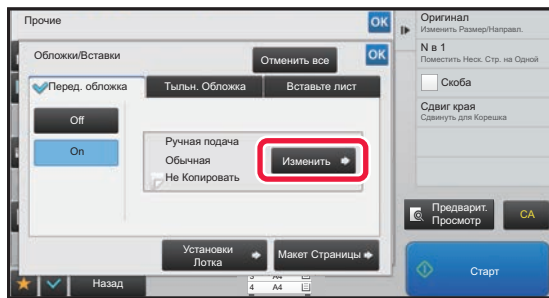 Прочие
OK
Обложки/Вставки
Отменить все
OK
Перед. обложка
Тыльн. Обложка
Вставьте лист
Off
On
Ручная подача
Обычная
Не Копировать
Изменить
Установки
Лотка
Макет Страницы
Назад
3 A4
4 A4
Оригинал
Изменить Размер/Направл.
N в 1
Поместить Неск. Стр. на Одной
Скоба
Сдвиг края
Сдвинуть для Корешка
Предварит.
Просмотр
CA
Старт